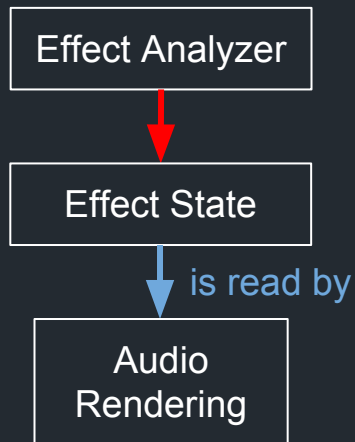 Effect Analyzer
Effect State
is read by
Audio
Rendering